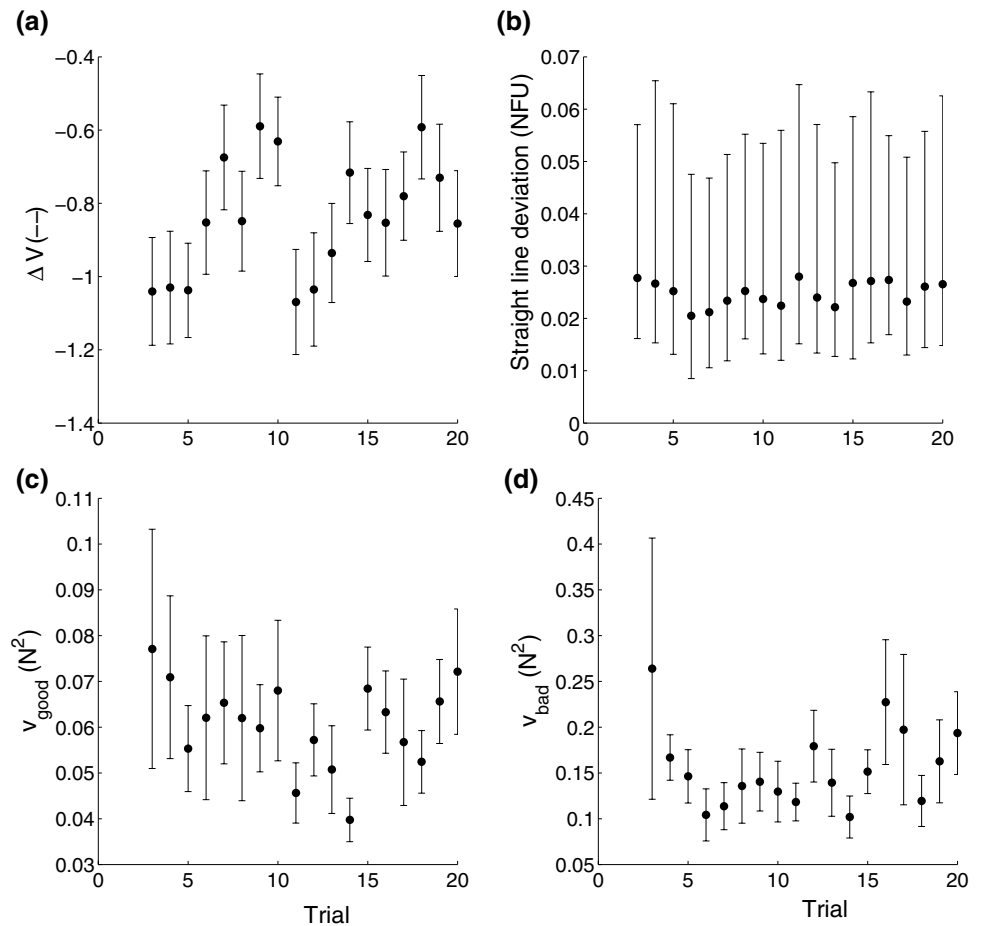 (a)
−0.4
−0.6
−0.8
−1
−1.2
−1.4
Δ V (−−)
0 5 10 15 20
(b)
0.07
0.06
0.05
0.04
0.03
0.02
0.01
0
Straight line deviation (NFU)
0 5 10 15 20
(c)
0.11
0.1
0.09
0.08
0.07
0.06
0.05
0.04
0.03
v_good (N²)
0 5 10 15 20
Trial
(d)
0.45
0.4
0.35
0.3
0.25
0.2
0.15
0.1
0.05
v_bad (N²)
0 5 10 15 20
Trial